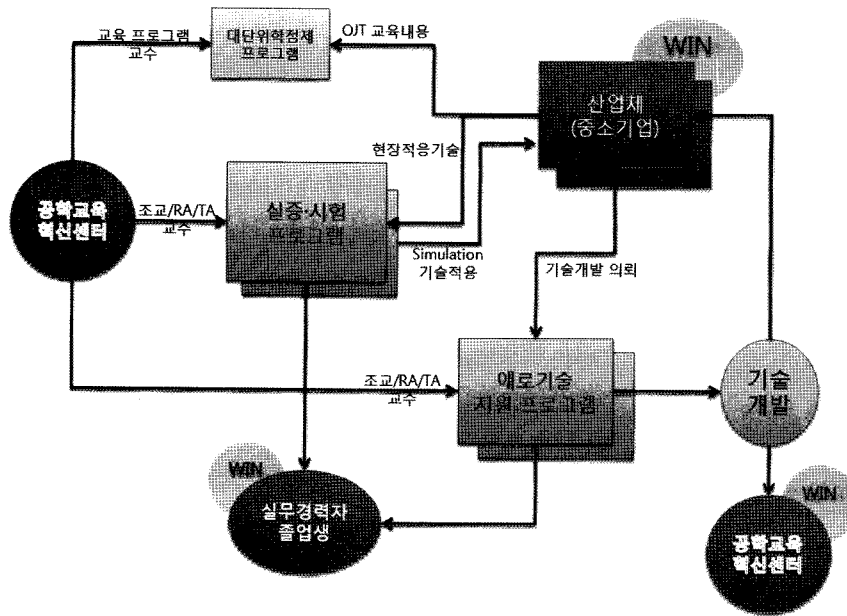 교육 프로그램
교수
대단위학점제
프로그램
OJT 교육내용
WIN
산업체
(중소기업)
현장적응기술
공학교육
혁신센터
조교/RA/TA
교수
실증·시험
프로그램
Simulation
기술적용
기술개발 의뢰
조교/RA/TA
교수
애로기술
지원 프로그램
기술
개발
WIN
실무경력자
졸업생
WIN
공학교육
혁신센터